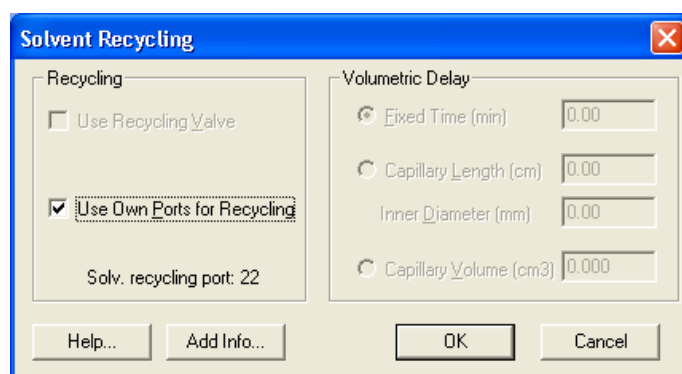 Solvent Recycling
Recycling
Use Recycling Valve
Use Own Ports for Recycling
Solv. recycling port: 22
Volumetric Delay
Fixed Time (min) 0.00
Capillary Length (cm) 0.00
Inner Diameter (mm) 0.00
Capillary Volume (cm3) 0.000
Help... Add Info... OK Cancel